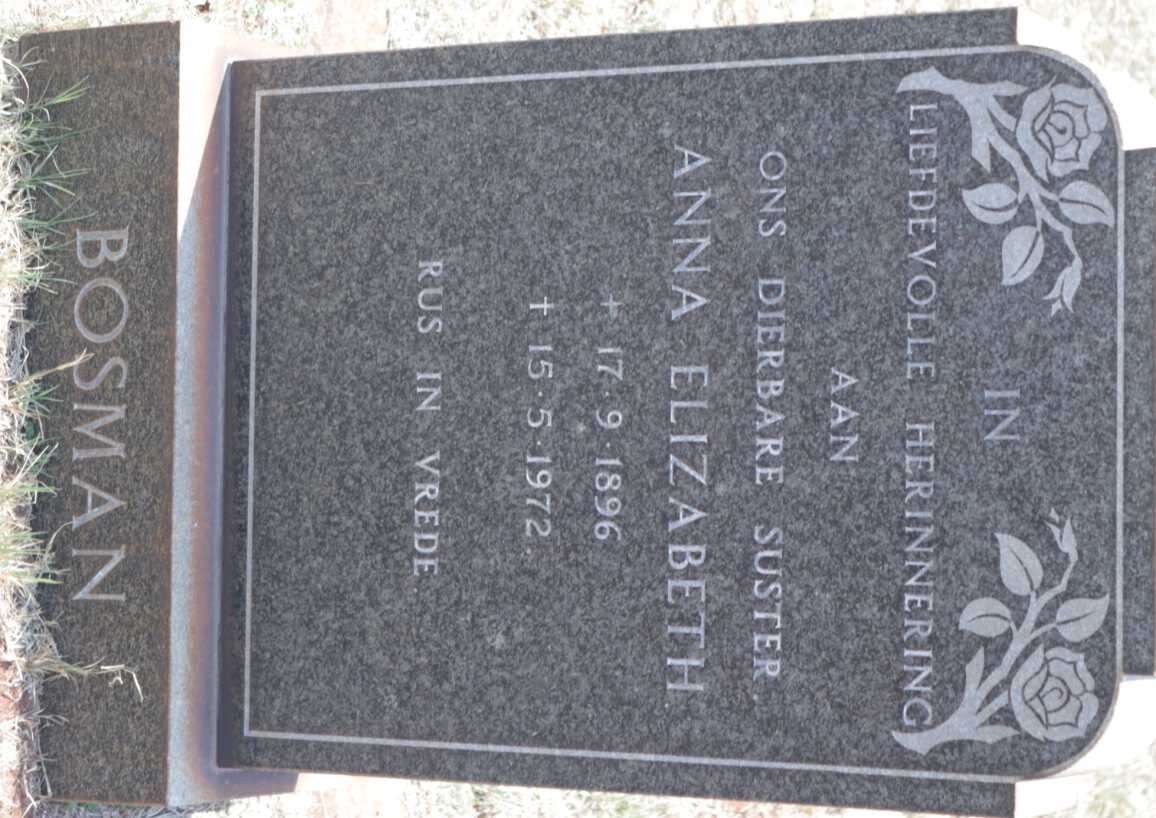 IN
LIEFDEVOLLE HERINNERING
AAN
ONS DIERBARE SUSTER
ANNA ELIZABETH
+ 17·9·1896
† 15·5·1972.
RUS IN VREDE.
BOSMAN